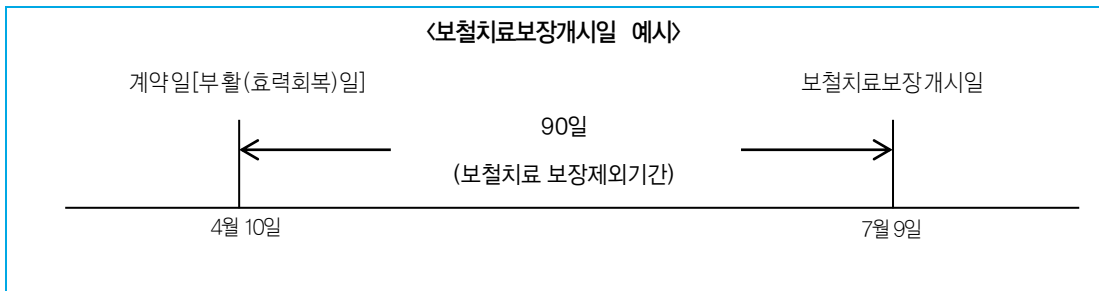 <보철치료보장개시일 예시>
계약일[부활(효력회복)일] 보철치료보장개시일
90일
(보철치료 보장제외기간)
4월 10일 7월 9일